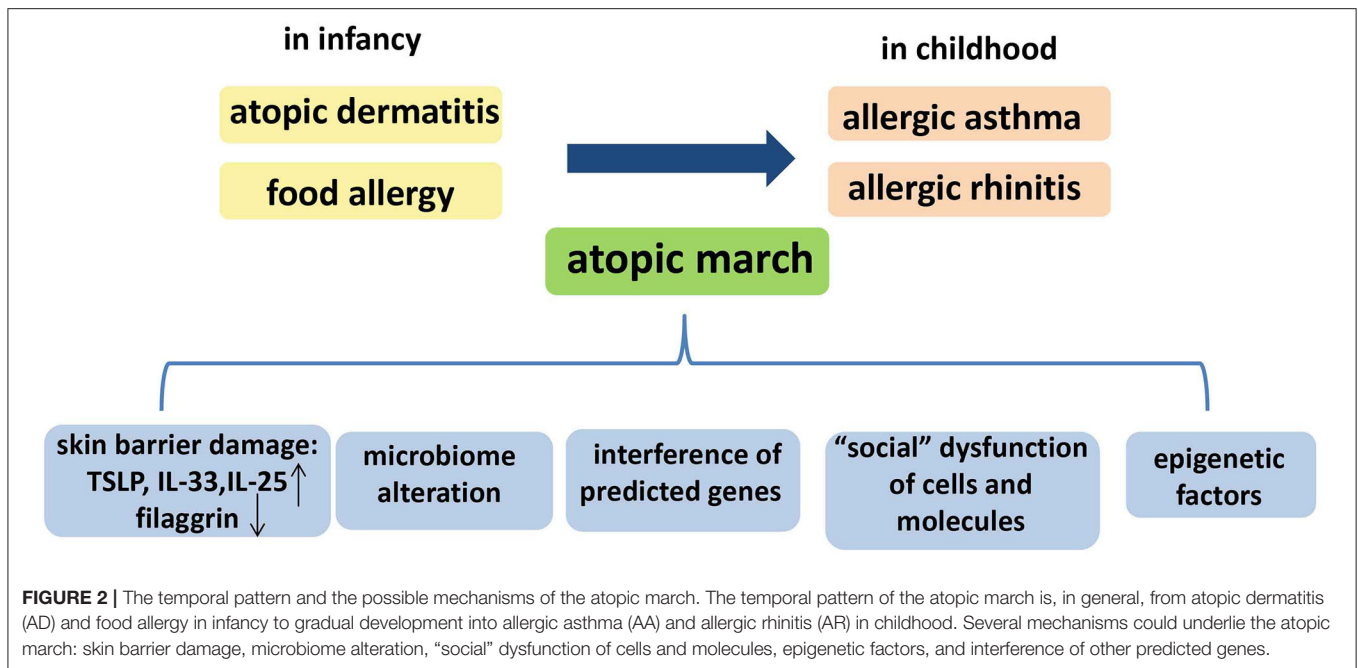 in infancy
in childhood
atopic dermatitis
allergic asthma
food allergy
allergic rhinitis
atopic march
skin barrier damage:
TSLP, IL-33,IL-25↑
filaggrin ↓
microbiome
alteration
interference of
predicted genes
“social” dysfunction
of cells and
molecules
epigenetic
factors
FIGURE 2 | The temporal pattern and the possible mechanisms of the atopic march. The temporal pattern of the atopic march is, in general, from atopic dermatitis
(AD) and food allergy in infancy to gradual development into allergic asthma (AA) and allergic rhinitis (AR) in childhood. Several mechanisms could underlie the atopic
march: skin barrier damage, microbiome alteration, “social” dysfunction of cells and molecules, epigenetic factors, and interference of other predicted genes.